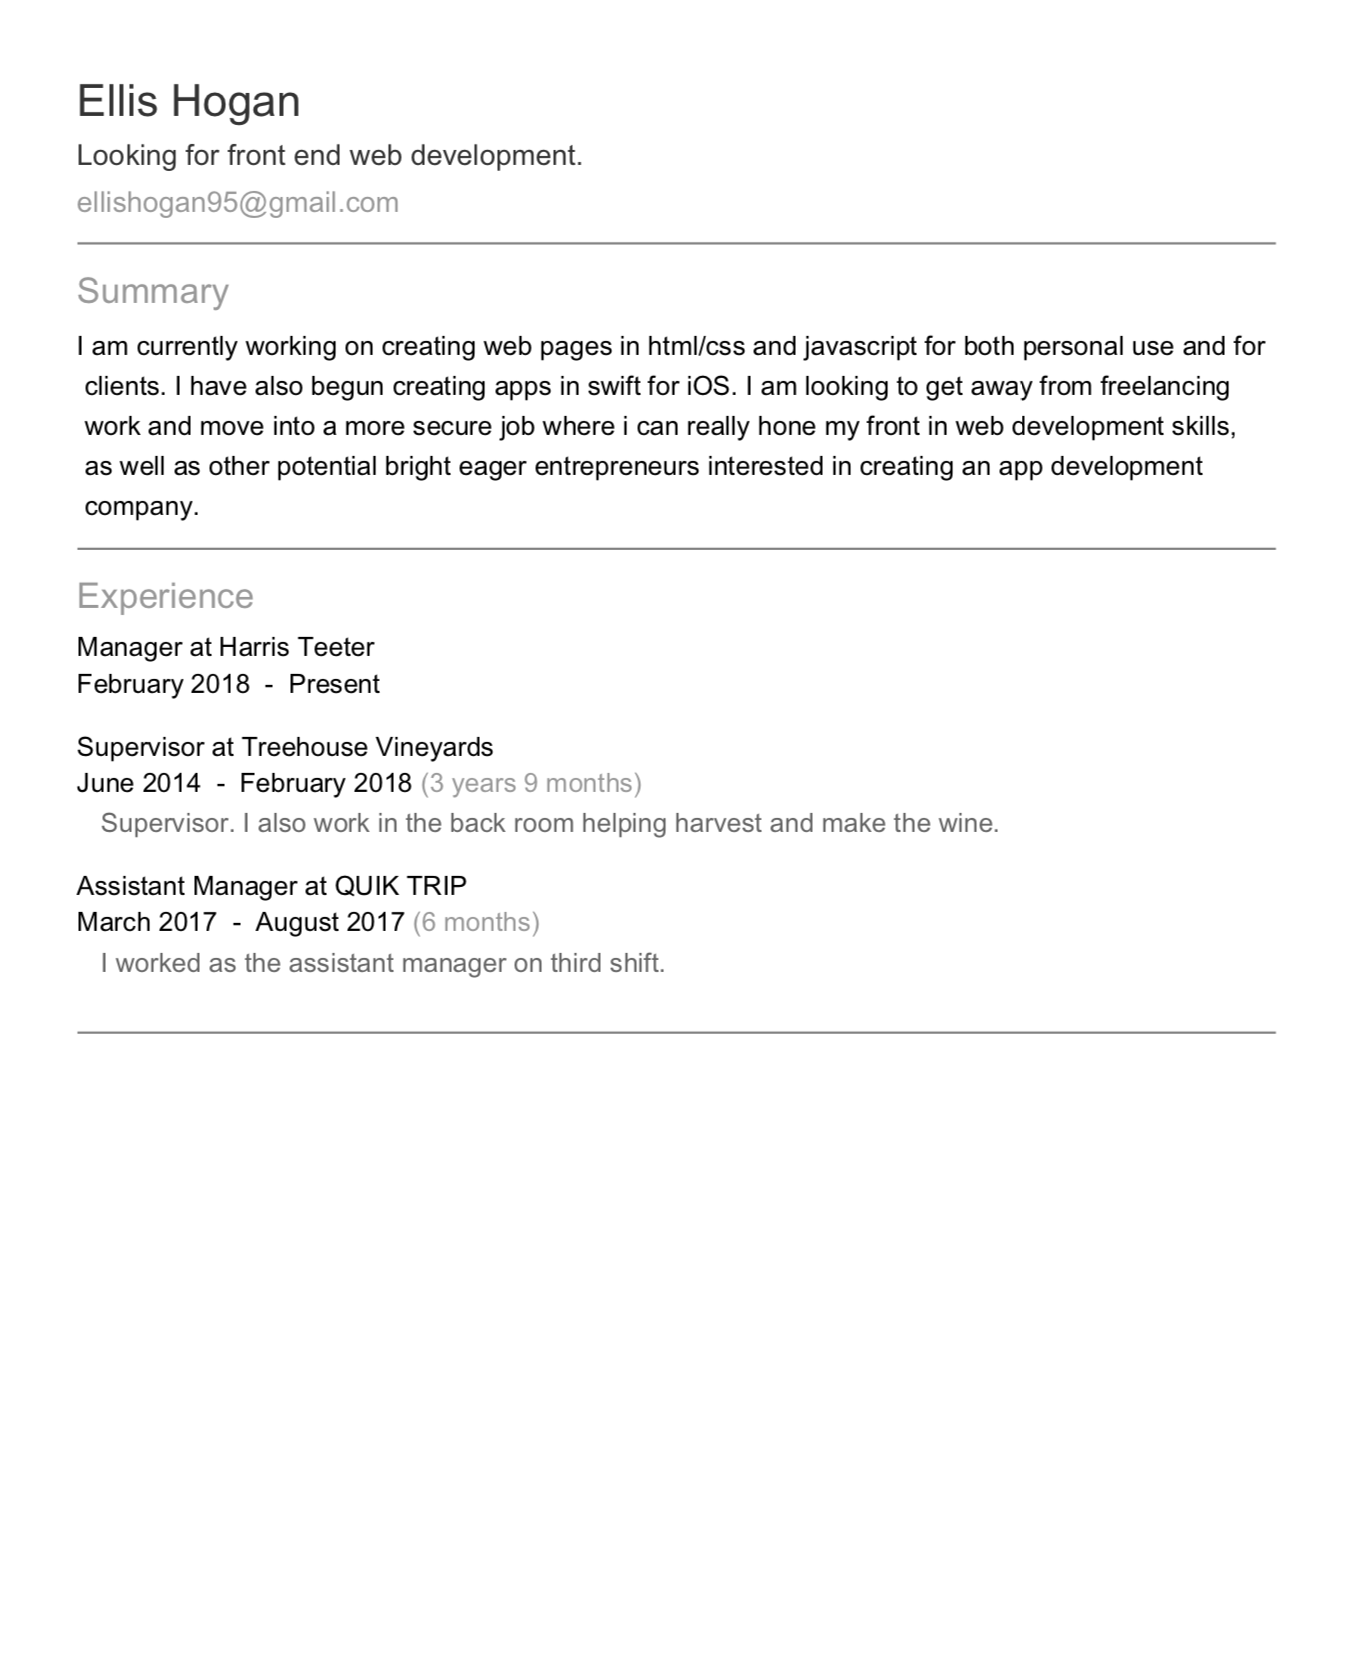 Ellis Hogan
Looking for front end web development.
ellishogan95@gmail.com
Summary
I am currently working on creating web pages in html/css and javascript for both personal use and for
clients. I have also begun creating apps in swift for iOS. I am looking to get away from freelancing
work and move into a more secure job where i can really hone my front in web development skills,
as well as other potential bright eager entrepreneurs interested in creating an app development
company.
Experience
Manager at Harris Teeter
February 2018 - Present
Supervisor at Treehouse Vineyards
June 2014 - February 2018 (3 years 9 months)
Supervisor. I also work in the back room helping harvest and make the wine.
Assistant Manager at QUIK TRIP
March 2017 - August 2017 (6 months)
I worked as the assistant manager on third shift.